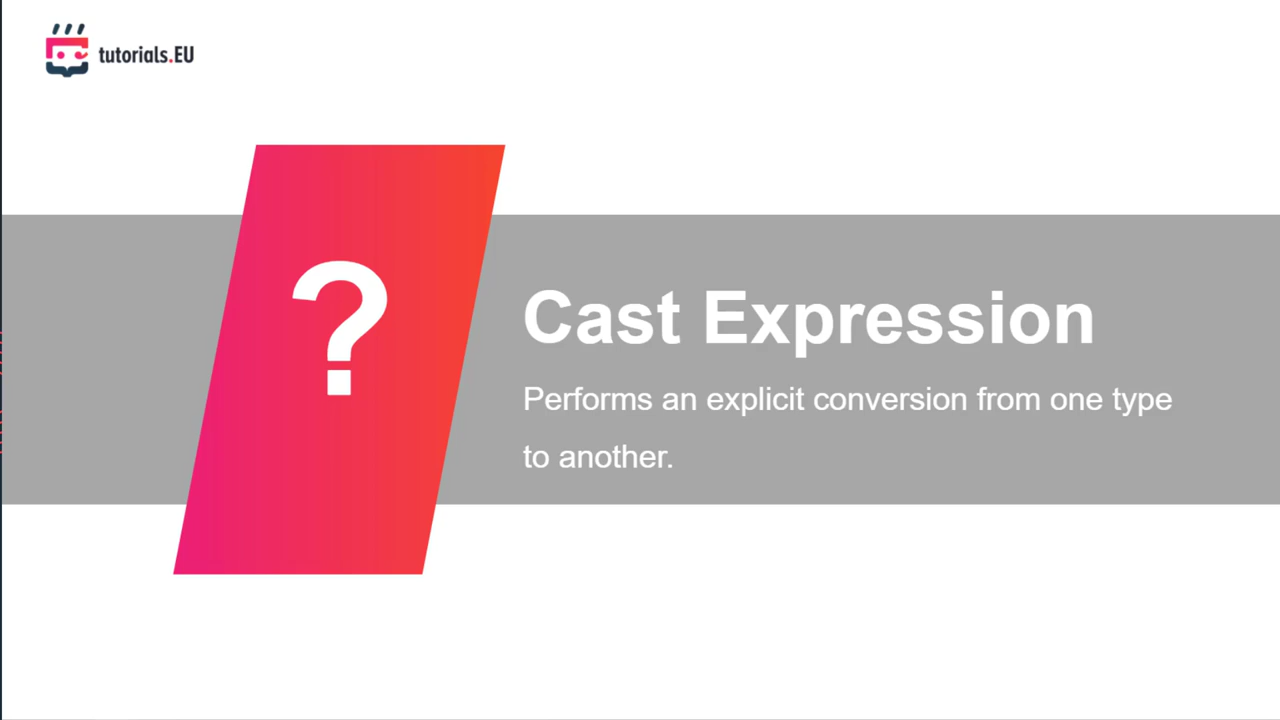 tutorials.EU
?
Cast Expression
Performs an explicit conversion from one type
to another.